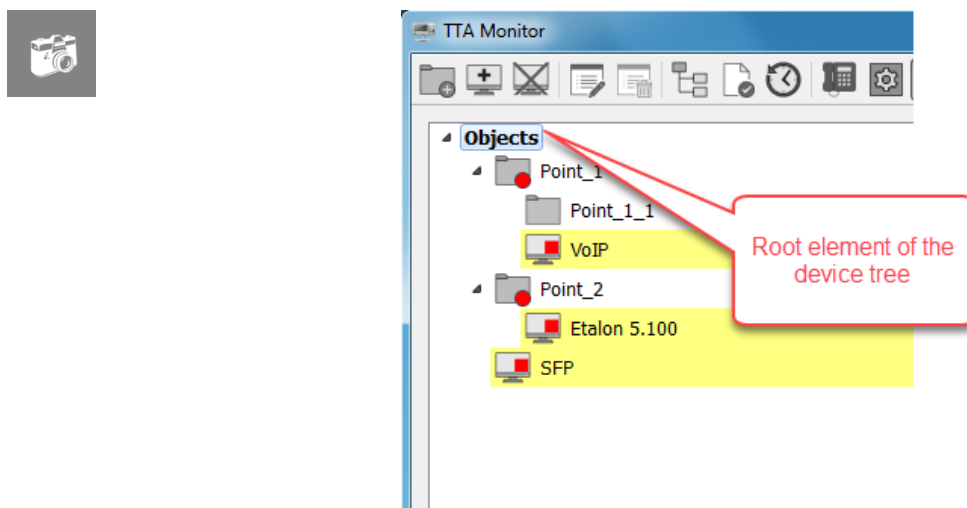 TTA Monitor
Objects
Point_1
Point_1_1
VoIP
Root element of the
device tree
Point_2
Etalon 5.100
SFP